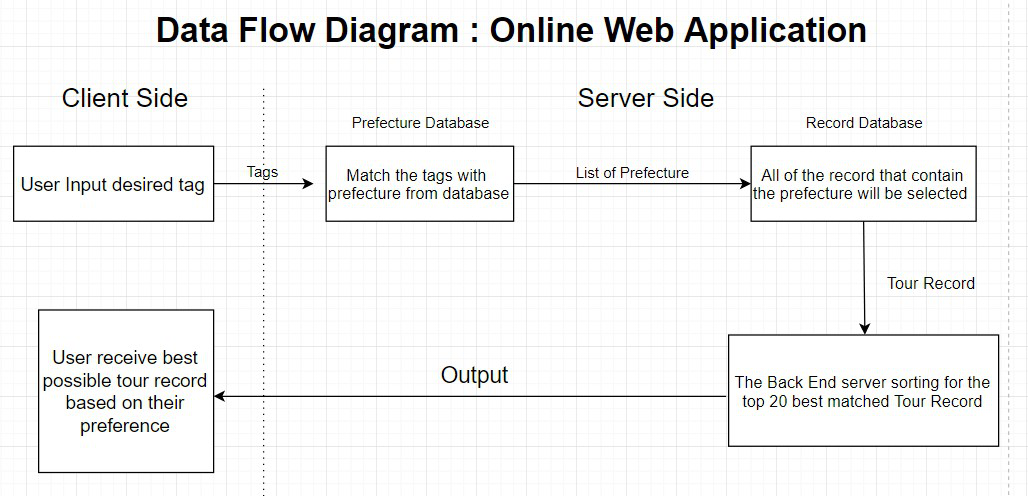 Data Flow Diagram : Online Web Application
Client Side
Server Side
Prefecture Database
Record Database
User Input desired tag
Tags
Match the tags with
prefecture from database
List of Prefecture
All of the record that contain
the prefecture will be selected
Tour Record
User receive best
possible tour record
based on their
preference
Output
The Back End server sorting for the
top 20 best matched Tour Record